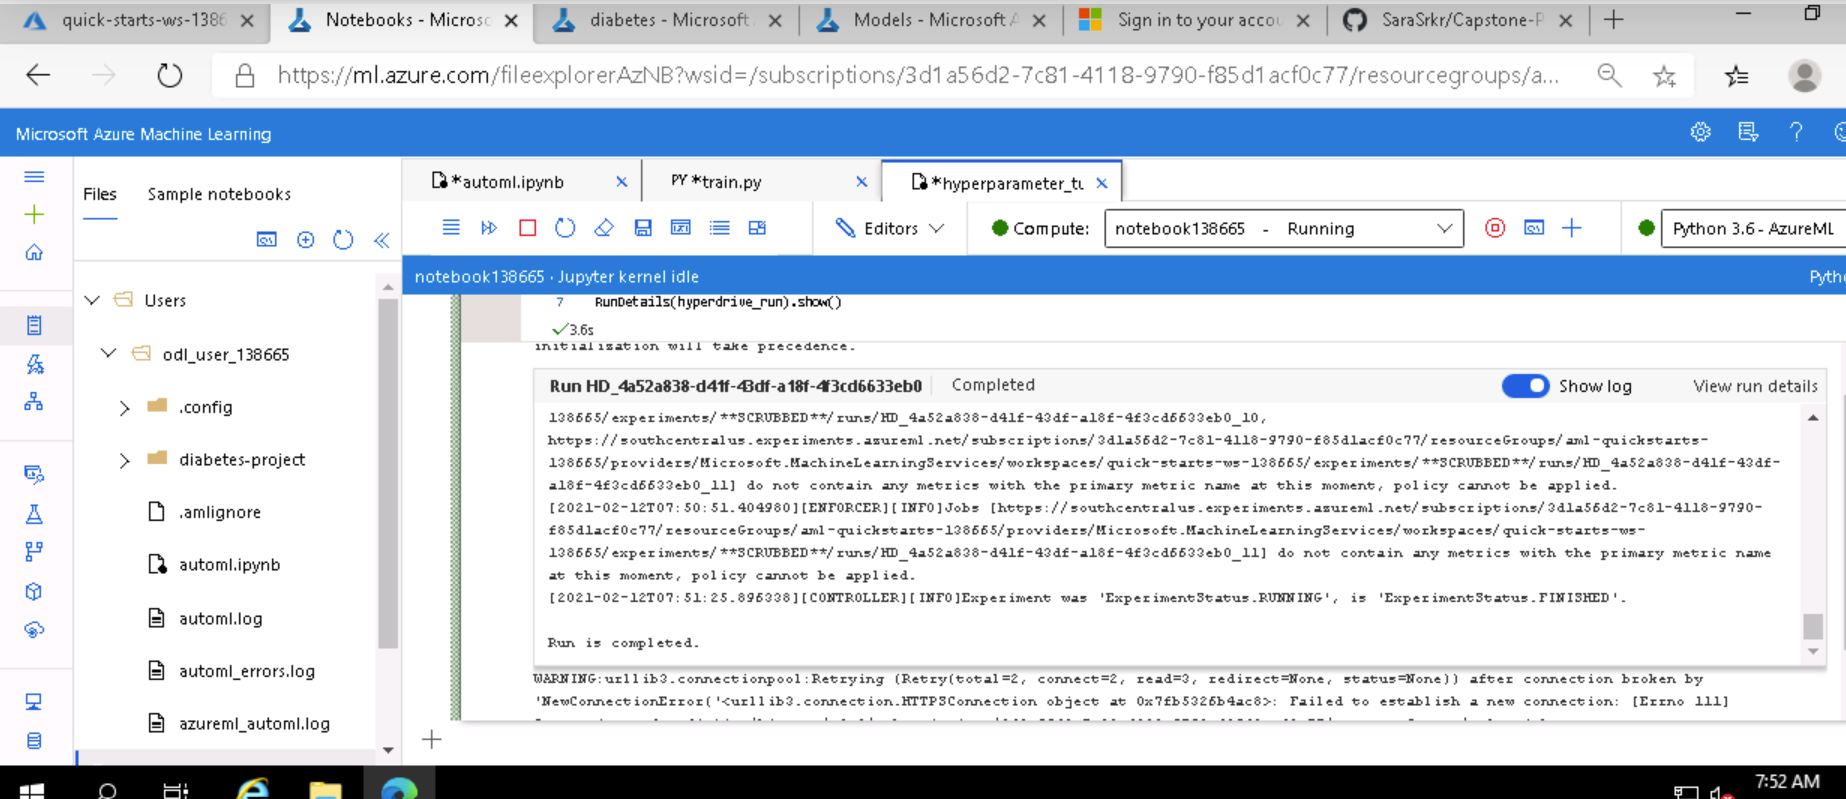 quick-starts-ws-1386
Notebooks - Microsc
diabetes - Microsoft
Models - Microsoft A
Sign in to your accou
SaraSrkr/Capstone-P
https://ml.azure.com/fileexplorerAzNB?wsid=/subscriptions/3d1a56d2-7c81-4118-9790-f85d1acf0c77/resourcegroups/a...
Microsoft Azure Machine Learning
Files
Sample notebooks
*automl.ipynb
PY *train.py
*hyperparameter_tu
Editors
Compute:
notebook138665 - Running
Python 3.6 - AzureML
notebook138665 · Jupyter kernel idle
Pytho
Users
odl_user_138665
.config
diabetes-project
.amlignore
automl.ipynb
automl.log
automl_errors.log
azureml_automl.log
7 RunDetails(hyperdrive_run).show()
3.6s
initialization will take precedence.
Run HD_4a52a838-d41f-43df-a18f-4f3cd6633eb0
Completed
Show log
View run details
138665/experiments/**SCRUBBED**/runs/HD_4a52a838-d41f-43df-a18f-4f3cd6633eb0_10,
https://southcentralus.experiments.azureml.net/subscriptions/3d1a56d2-7c81-4118-9790-f85d1acf0c77/resourceGroups/aml-quickstarts-
138665/providers/Microsoft.MachineLearningServices/workspaces/quick-starts-ws-138665/experiments/**SCRUBBED**/runs/HD_4a52a838-d41f-43df-
a18f-4f3cd6633eb0_11] do not contain any metrics with the primary metric name at this moment, policy cannot be applied.
[2021-02-12T07:50:51.404980][ENFORCER][INFO]Jobs [https://southcentralus.experiments.azureml.net/subscriptions/3d1a56d2-7c81-4118-9790-
f85d1acf0c77/resourceGroups/aml-quickstarts-138665/providers/Microsoft.MachineLearningServices/workspaces/quick-starts-ws-
138665/experiments/**SCRUBBED**/runs/HD_4a52a838-d41f-43df-a18f-4f3cd6633eb0_11] do not contain any metrics with the primary metric name
at this moment, policy cannot be applied.
[2021-02-12T07:51:25.896338][CONTROLLER][INFO]Experiment was 'ExperimentStatus.RUNNING', is 'ExperimentStatus.FINISHED'.
Run is completed.
WARNING:urllib3.connectionpool:Retrying (Retry(total=2, connect=2, read=3, redirect=None, status=None)) after connection broken by
'NewConnectionError('<urllib3.connection.HTTPSConnection object at 0x7fb5326b4ac8>: Failed to establish a new connection: [Errno 111]
7:52 AM